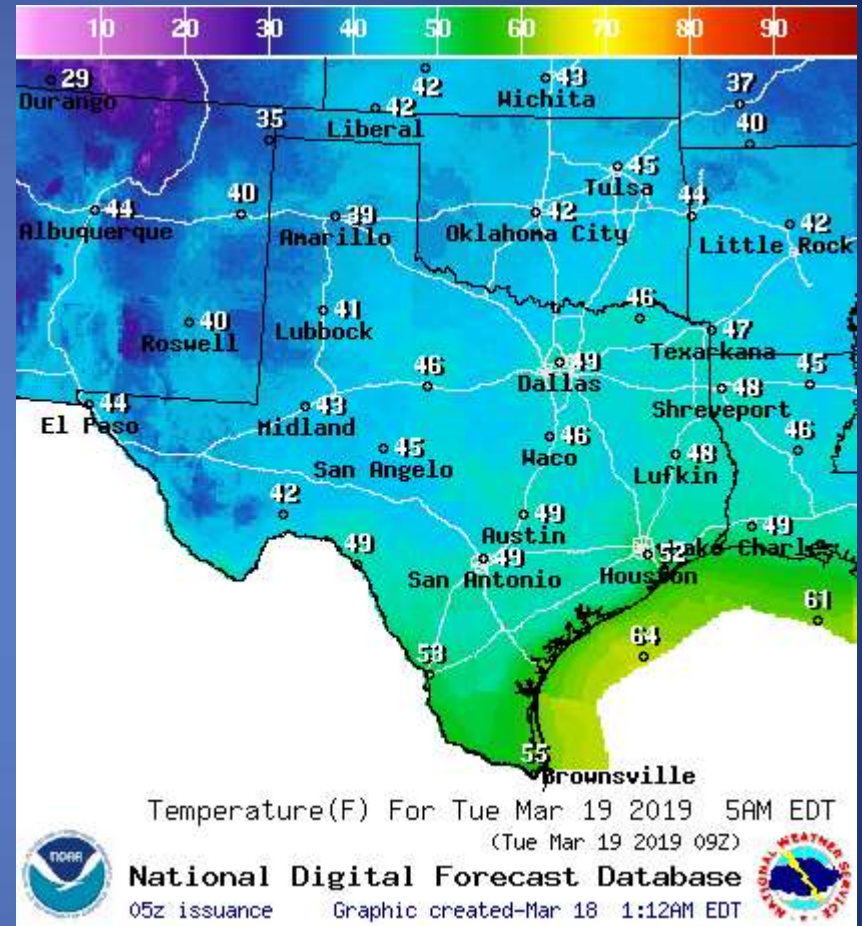 10 20 30 40 50 60 70 80 90
29
Durango
42
43
Wichita
37
42
Liberal
35
40
45
Tulsa
44
Albuquerque
40
39
Amarillo
42
Oklahoma City
44
42
Little Rock
40
Roswell
41
Lubbock
46
47
Texarkana
49
Dallas
46
48
Shreveport
45
44
El Paso
43
Midland
45
San Angelo
46
Waco
48
Lufkin
46
42
49
Austin
49
Lake Charles
49
49
San Antonio
52
Houston
61
64
53
55
Brownsville
Temperature(F) For Tue Mar 19 2019 5AM EDT
(Tue Mar 19 2019 09Z)
National Digital Forecast Database
05z issuance Graphic created-Mar 18 1:12AM EDT
NOAA
NATIONAL WEATHER SERVICE